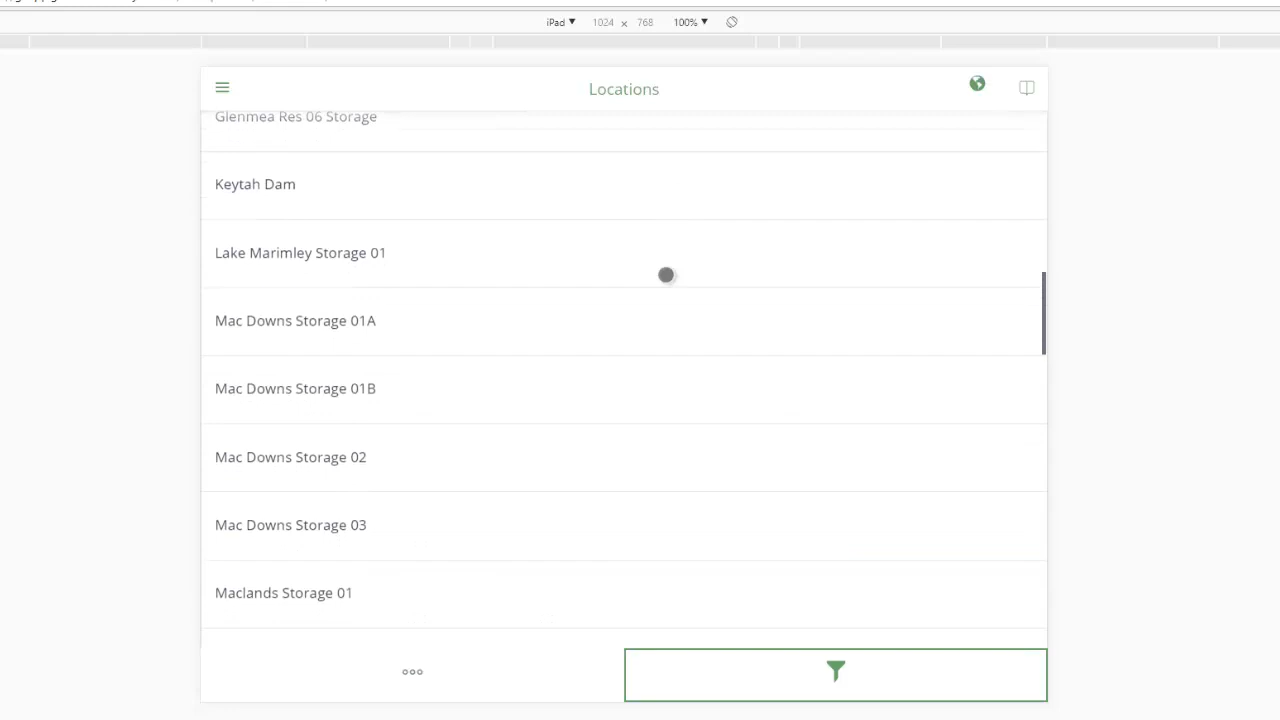 iPad ▼ 1024 × 768 100% ▼
Locations
Glenmea Res 06 Storage
Keytah Dam
Lake Marimley Storage 01
Mac Downs Storage 01A
Mac Downs Storage 01B
Mac Downs Storage 02
Mac Downs Storage 03
Maclands Storage 01